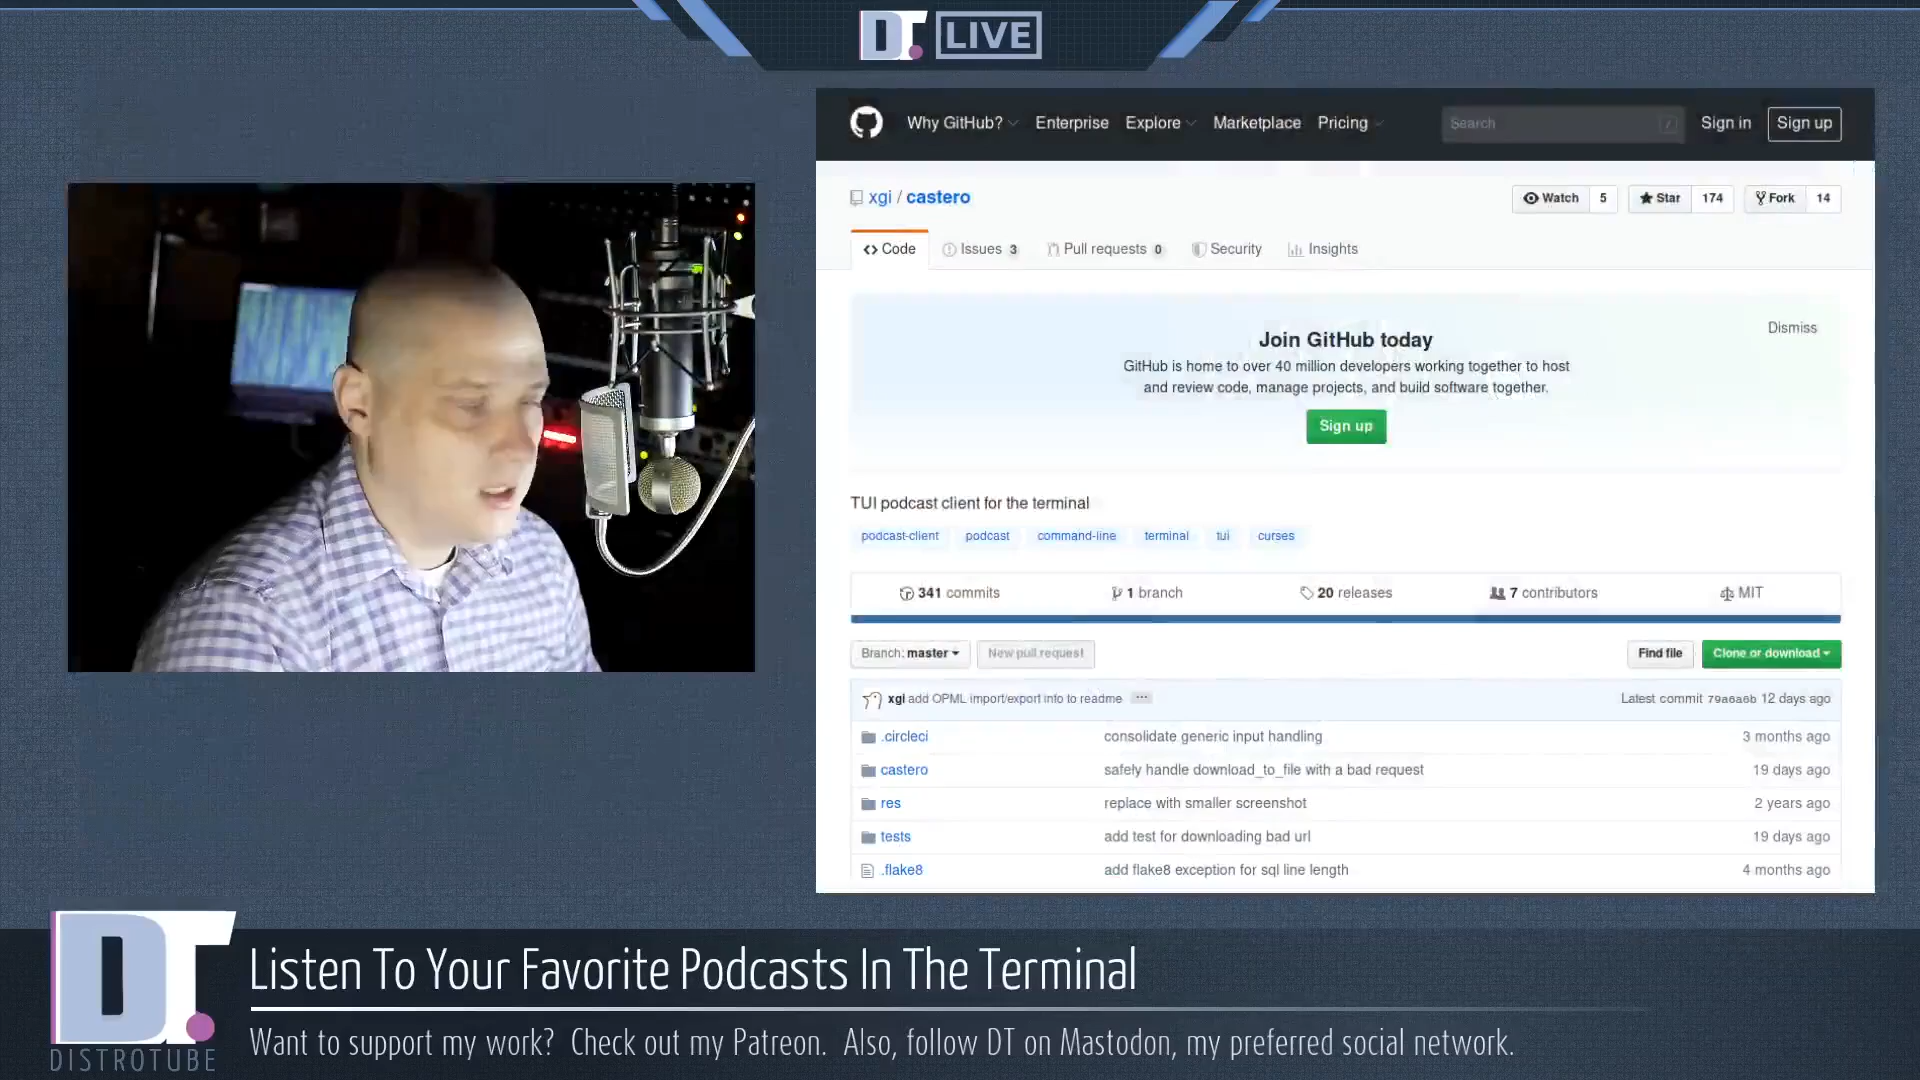 DT. LIVE
Why GitHub? Enterprise Explore Marketplace Pricing Search / Sign in Sign up
xgi / castero Watch 5 Star 174 Fork 14
Code Issues 3 Pull requests 0 Security Insights
Dismiss
Join GitHub today
GitHub is home to over 40 million developers working together to host
and review code, manage projects, and build software together.
Sign up
TUI podcast client for the terminal
podcast-client podcast command-line terminal tui curses
341 commits 1 branch 20 releases 7 contributors MIT
Branch: master New pull request Find file Clone or download
xgi add OPML import/export info to readme ... Latest commit 79a6a6b 12 days ago
.circleci consolidate generic input handling 3 months ago
castero safely handle download_to_file with a bad request 19 days ago
res replace with smaller screenshot 2 years ago
tests add test for downloading bad url 19 days ago
.flake8 add flake8 exception for sql line length 4 months ago
DT.
DISTROTUBE
Listen To Your Favorite Podcasts In The Terminal
Want to support my work? Check out my Patreon. Also, follow DT on Mastodon, my preferred social network.